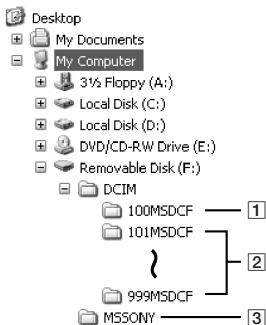 Desktop
My Documents
My Computer
3½ Floppy (A:)
Local Disk (C:)
Local Disk (D:)
DVD/CD-RW Drive (E:)
Removable Disk (F:)
DCIM
100MSDCF 1
101MSDCF
2
999MSDCF
MSSONY 3